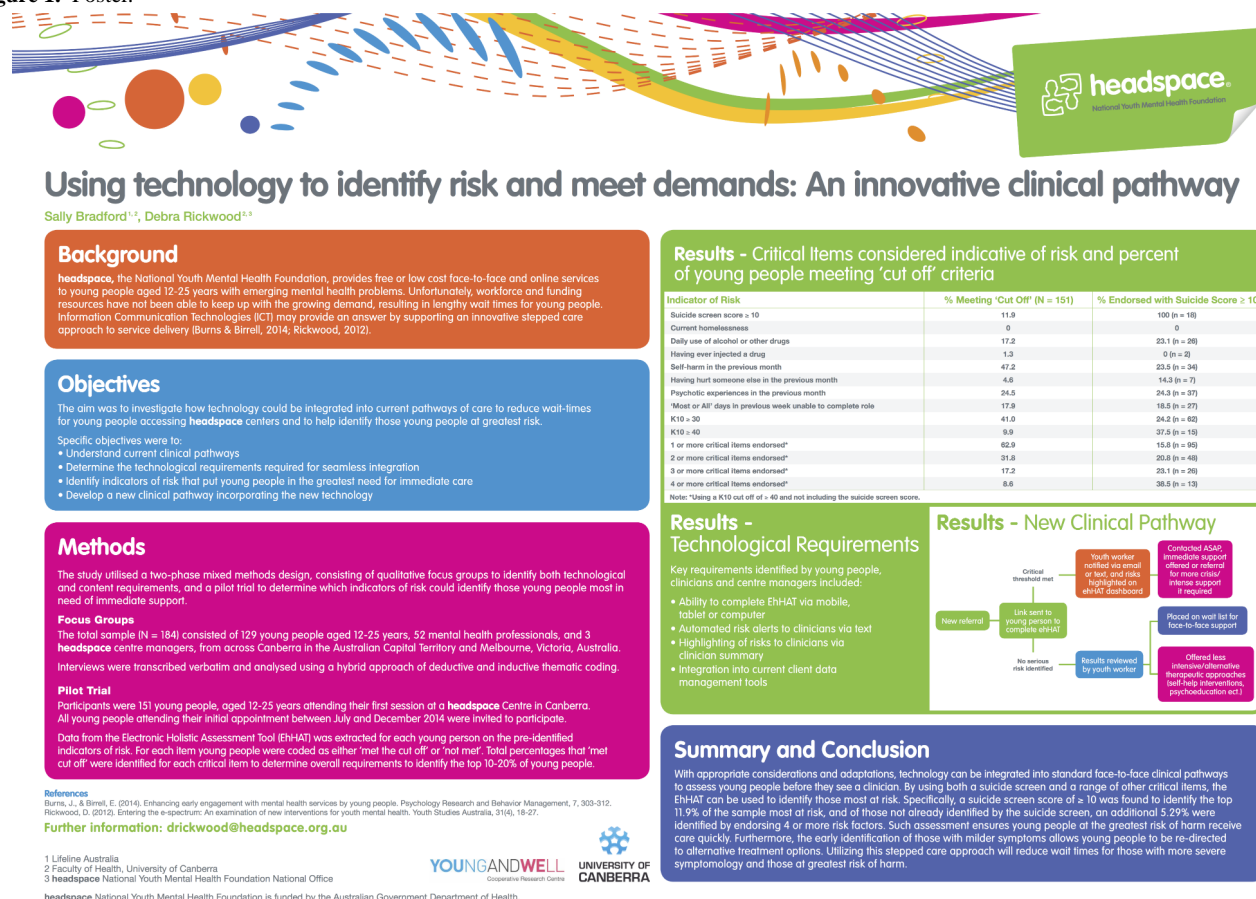 Figure 1. Poster.
headspace
National Youth Mental Health Foundation
Using technology to identify risk and meet demands: An innovative clinical pathway
Sally Bradford1, 2, Debra Rickwood2, 3
Background
headspace, the National Youth Mental Health Foundation, provides free or low cost face-to-face and online services
to young people aged 12-25 years with emerging mental health problems. Unfortunately, workforce and funding
resources have not been able to keep up with the growing demand, resulting in lengthy wait times for young people.
Information Communication Technologies (ICT) may provide an answer by supporting an innovative stepped care
approach to service delivery (Burns & Birrell, 2014; Rickwood, 2012).
Objectives
The aim was to investigate how technology could be integrated into current pathways of care to reduce wait-times
for young people accessing headspace centers and to help identify those young people at greatest risk.
Specific objectives were to:
• Understand current clinical pathways
• Determine the technological requirements required for seamless integration
• Identify indicators of risk that put young people in the greatest need for immediate care
• Develop a new clinical pathway incorporating the new technology
Methods
The study utilised a two-phase mixed methods design, consisting of qualitative focus groups to identify both technological
and content requirements, and a pilot trial to determine which indicators of risk could identify those young people most in
need of immediate support.
Focus Groups
The total sample (N = 184) consisted of 129 young people aged 12-25 years, 52 mental health professionals, and 3
headspace centre managers, from across Canberra in the Australian Capital Territory and Melbourne, Victoria, Australia.
Interviews were transcribed verbatim and analysed using a hybrid approach of deductive and inductive thematic coding.
Pilot Trial
Participants were 151 young people, aged 12-25 years attending their first session at a headspace Centre in Canberra.
All young people attending their initial appointment between July and December 2014 were invited to participate.
Data from the Electronic Holistic Assessment Tool (EhHAT) was extracted for each young person on the pre-identified
indicators of risk. For each item young people were coded as either 'met the cut off' or 'not met'. Total percentages that 'met
cut off' were identified for each critical item to determine overall requirements to identify the top 10-20% of young people.
References
Burns, J., & Birrell, E. (2014). Enhancing early engagement with mental health services by young people. Psychology Research and Behavior Management, 7, 303-312.
Rickwood, D. (2012). Entering the e-spectrum: An examination of new interventions for youth mental health. Youth Studies Australia, 31(4), 18-27.
Further information: drickwood@headspace.org.au
1 Lifeline Australia
2 Faculty of Health, University of Canberra
3 headspace National Youth Mental Health Foundation National Office
YOUNGANDWELL
Cooperative Research Centre
UNIVERSITY OF
CANBERRA
headspace National Youth Mental Health Foundation is funded by the Australian Government Department of Health
Results - Critical Items considered indicative of risk and percent
of young people meeting 'cut off' criteria
Indicator of Risk % Meeting 'Cut Off' (N = 151) % Endorsed with Suicide Score ≥ 10
Suicide screen score ≥ 10 11.9 100 (n = 18)
Current homelessness 0 0
Daily use of alcohol or other drugs 17.2 23.1 (n = 26)
Having ever injected a drug 1.3 0 (n = 2)
Self-harm in the previous month 47.2 23.5 (n = 34)
Having hurt someone else in the previous month 4.6 14.3 (n = 7)
Psychotic experiences in the previous month 24.5 24.3 (n = 37)
'Most or All' days in previous week unable to complete role 17.9 18.5 (n = 27)
K10 ≥ 30 41.0 24.2 (n = 62)
K10 ≥ 40 9.9 37.5 (n = 15)
1 or more critical items endorsed* 62.9 15.8 (n = 95)
2 or more critical items endorsed* 31.8 20.8 (n = 48)
3 or more critical items endorsed* 17.2 23.1 (n = 26)
4 or more critical items endorsed* 8.6 38.5 (n = 13)
Note: *Using a K10 cut off of ≥ 40 and not including the suicide screen score.
Results -
Technological Requirements
Key requirements identified by young people,
clinicians and centre managers included:
• Ability to complete EhHAT via mobile,
tablet or computer
• Automated risk alerts to clinicians via text
• Highlighting of risks to clinicians via
clinician summary
• Integration into current client data
management tools
Results - New Clinical Pathway
New referral
Link sent to
young person to
complete ehHAT
Critical
threshold met
Youth worker
notified via email
or text, and risks
highlighted on
ehHAT dashboard
Contacted ASAP,
immediate support
offered or referral
for more crisis/
intense support
it required
No serious
risk identified
Results reviewed
by youth worker
Placed on wait list for
face-to-face support
Offered less
intensive/alternative
therapeutic approaches
(self-help interventions,
psychoeducation ect.)
Summary and Conclusion
With appropriate considerations and adaptations, technology can be integrated into standard face-to-face clinical pathways
to assess young people before they see a clinician. By using both a suicide screen and a range of other critical items, the
EhHAT can be used to identify those most at risk. Specifically, a suicide screen score of ≥ 10 was found to identify the top
11.9% of the sample most at risk, and of those not already identified by the suicide screen, an additional 5.29% were
identified by endorsing 4 or more risk factors. Such assessment ensures young people at the greatest risk of harm receive
care quickly. Furthermore, the early identification of those with milder symptoms allows young people to be re-directed
to alternative treatment options. Utilizing this stepped care approach will reduce wait times for those with more severe
symptomology and those at greatest risk of harm.